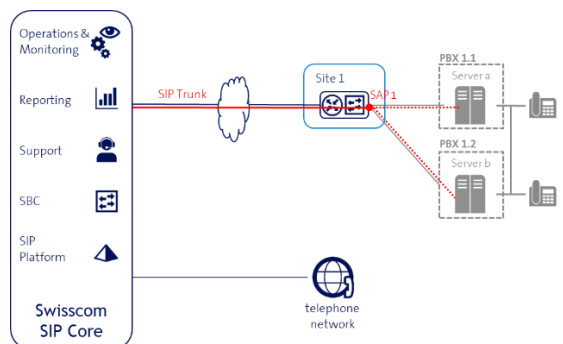 Operations &
Monitoring
Reporting
Support
SBC
SIP
Platform
Swisscom
SIP Core
SIP Trunk
Site 1
SAP 1
PBX 1.1
Server a
PBX 1.2
Server b
telephone
network